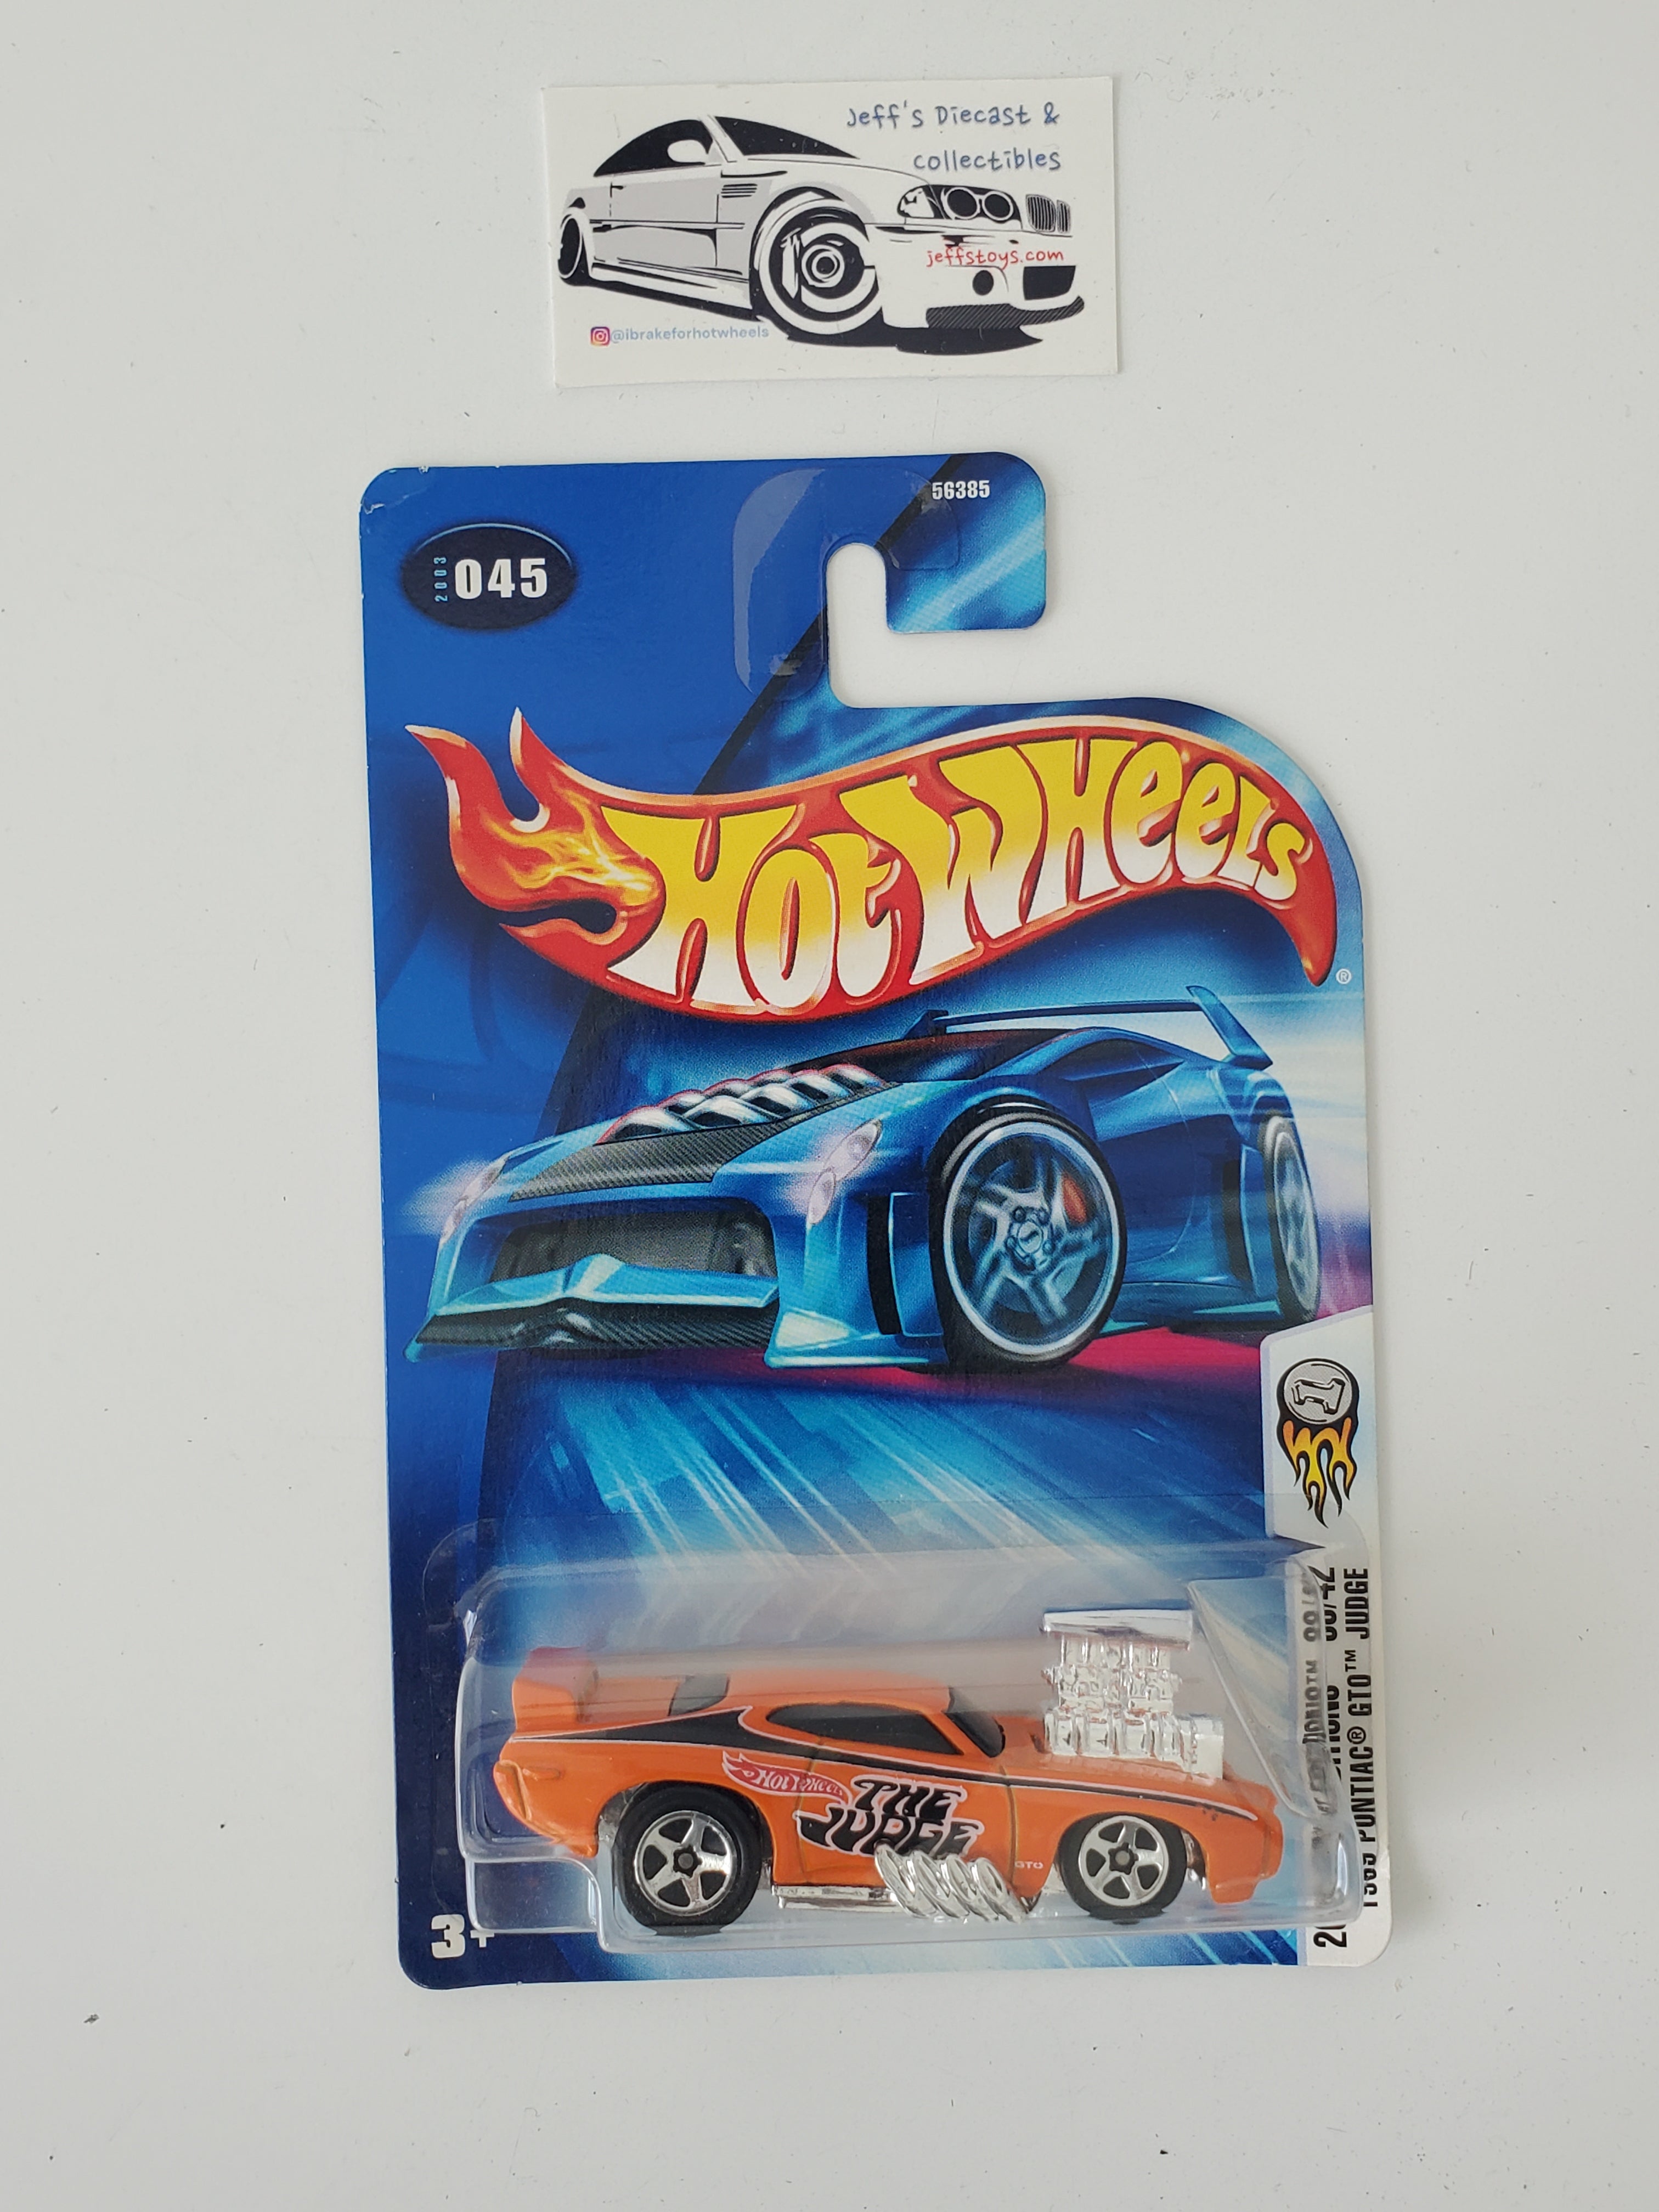 Jeff's Diecast &
collectibles
jeffstoys.com
@ibrakeforhotwheels
56385
2003
045
HOT WHEELS
®
1
HOT WHEELS
THE
JUDGE
GTO
3+
PONTIAC® GTO™ JUDGE